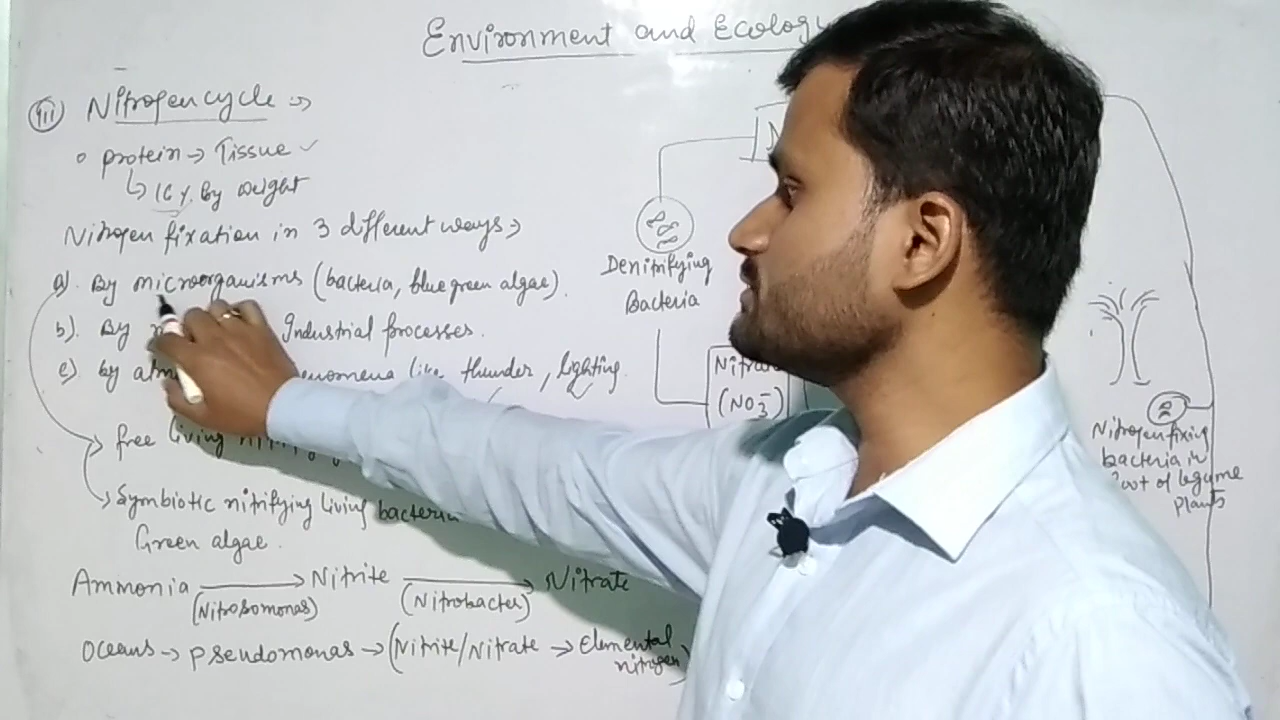 Environment and Ecology
(iii) Nitrogen cycle →
o protein → Tissue ✓
↳ 16 %. By weight
Nitrogen fixation in 3 different ways →
a). By microorganisms (bacteria, blue green algae).
b). By Industrial processes.
c). by like thunder, lighting.
→ free living
→ Symbiotic nitrifying living bacteria
Green algae.
Ammonia → Nitrite → Nitrate
(Nitrosomonas) (Nitrobacter)
Oceans → pseudomonas → (Nitrite/Nitrate → Elemental nitrogen)
N
Denitrifying
Bacteria
(NO3-)
Nitrogen fixing
bacteria in
root of legume
plants